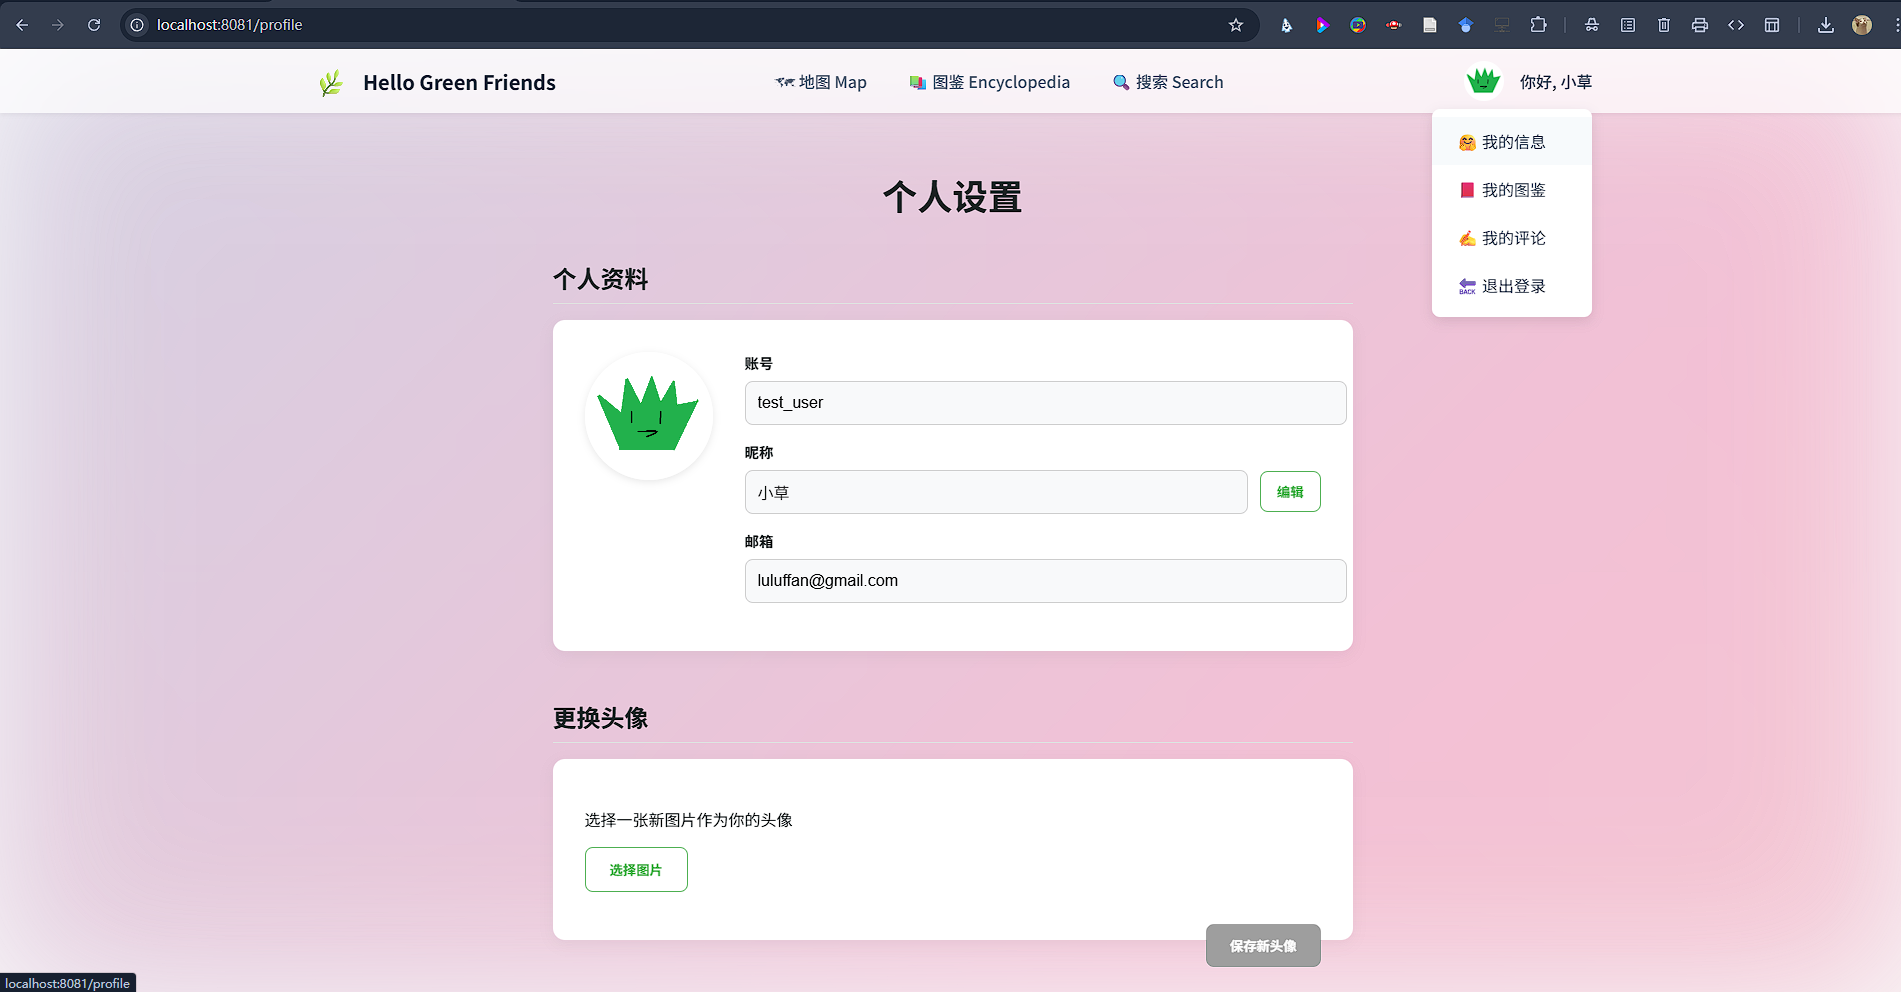 localhost:8081/profile
Hello Green Friends
地图 Map
图鉴 Encyclopedia
搜索 Search
你好, 小草
我的信息
我的图鉴
我的评论
BACK 退出登录
个人设置
个人资料
账号
test_user
昵称
小草
编辑
邮箱
luluffan@gmail.com
更换头像
选择一张新图片作为你的头像
选择图片
保存新头像
localhost:8081/profile